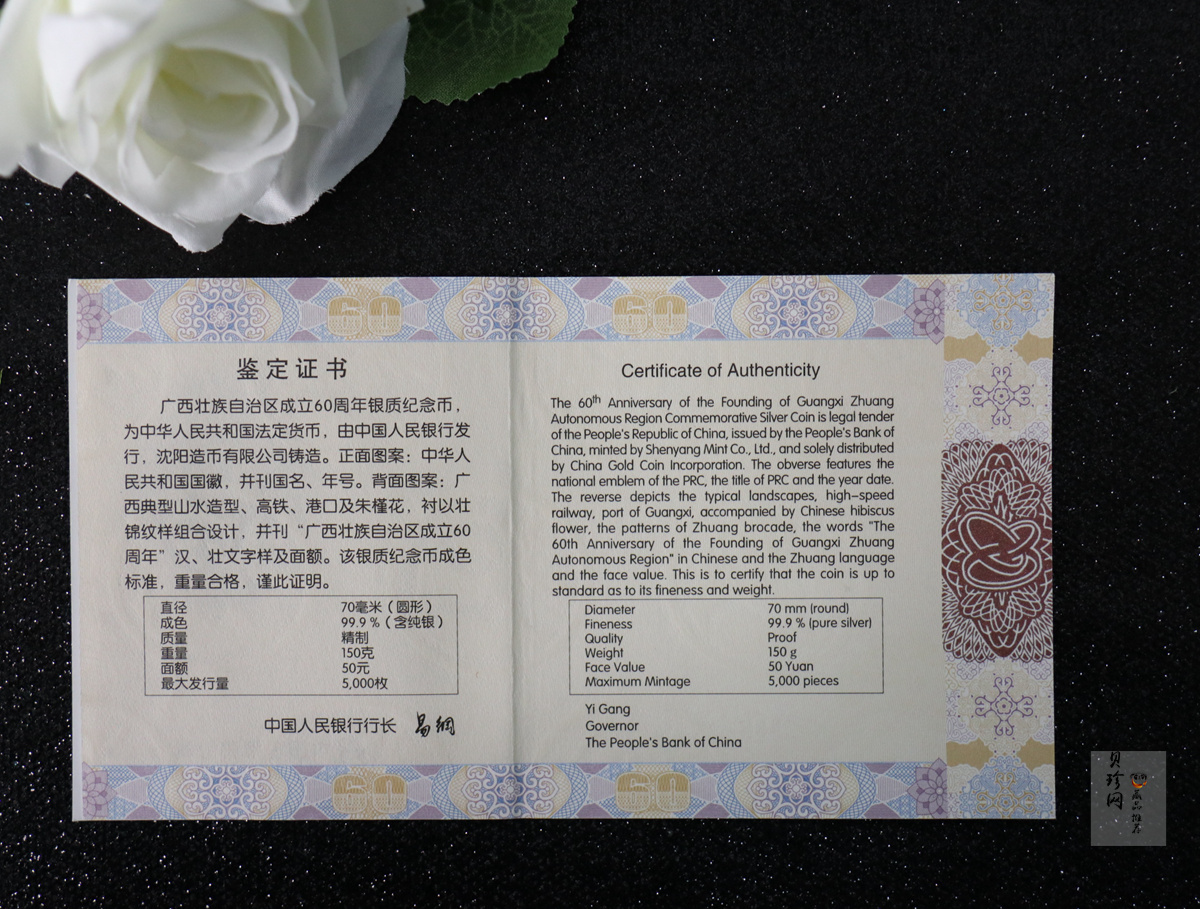 60
60
鉴定证书
广西壮族自治区成立60周年银质纪念币，
为中华人民共和国法定货币，由中国人民银行发
行，沈阳造币有限公司铸造。正面图案：中华人
民共和国国徽，并刊国名、年号。背面图案：广
西典型山水造型、高铁、港口及朱槿花，衬以壮
锦纹样组合设计，并刊“广西壮族自治区成立60
周年”汉、壮文字样及面额。该银质纪念币成色
标准，重量合格，谨此证明。
直径 70毫米（圆形）
成色 99.9％（含纯银）
质量 精制
重量 150克
面额 50元
最大发行量 5,000枚
中国人民银行行长 易纲
Certificate of Authenticity
The 60th Anniversary of the Founding of Guangxi Zhuang
Autonomous Region Commemorative Silver Coin is legal tender
of the People's Republic of China, issued by the People's Bank of
China, minted by Shenyang Mint Co., Ltd., and solely distributed
by China Gold Coin Incorporation. The obverse features the
national emblem of the PRC, the title of PRC and the year date.
The reverse depicts the typical landscapes, high-speed
railway, port of Guangxi, accompanied by Chinese hibiscus
flower, the patterns of Zhuang brocade, the words "The
60th Anniversary of the Founding of Guangxi Zhuang
Autonomous Region" in Chinese and the Zhuang language
and the face value. This is to certify that the coin is up to
standard as to its fineness and weight.
Diameter 70 mm (round)
Fineness 99.9 % (pure silver)
Quality Proof
Weight 150 g
Face Value 50 Yuan
Maximum Mintage 5,000 pieces
Yi Gang
Governor
The People's Bank of China
60
60
贝珍网
尚品推荐